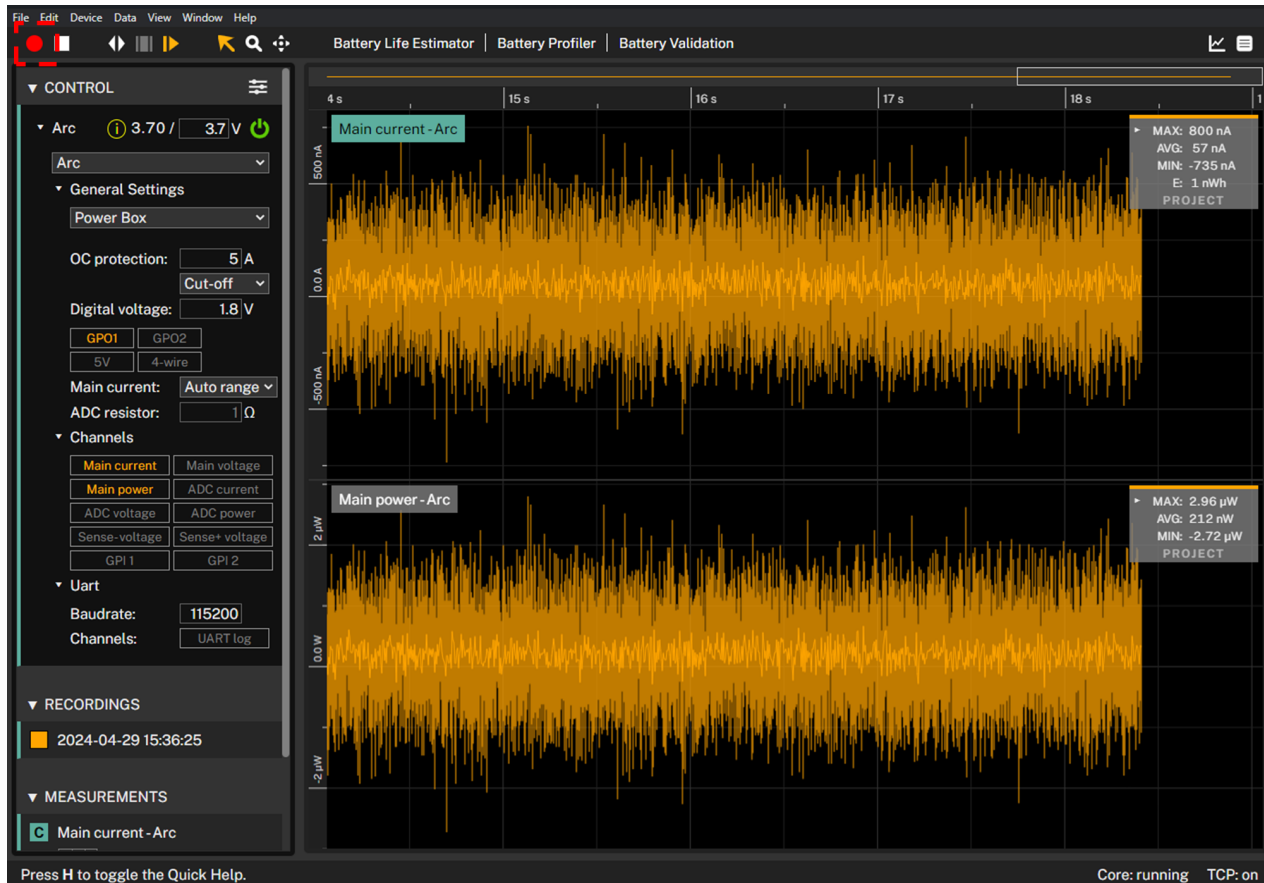 File Edit Device Data View Window Help
Battery Life Estimator Battery Profiler Battery Validation
CONTROL
Arc 3.70 / 3.7 V
Arc
General Settings
Power Box
OC protection: 5 A
Cut-off
Digital voltage: 1.8 V
GPO1 GPO2
5V 4-wire
Main current: Auto range
ADC resistor: 1 Ω
Channels
Main current Main voltage
Main power ADC current
ADC voltage ADC power
Sense-voltage Sense+ voltage
GPI 1 GPI 2
Uart
Baudrate: 115200
Channels: UART log
RECORDINGS
2024-04-29 15:36:25
MEASUREMENTS
C Main current - Arc
4 s 15 s 16 s 17 s 18 s 1
Main current - Arc
500 nA
0.0 A
-500 nA
MAX: 800 nA
AVG: 57 nA
MIN: -735 nA
E: 1 nWh
PROJECT
Main power - Arc
2 µW
0.0 W
-2 µW
MAX: 2.96 µW
AVG: 212 nW
MIN: -2.72 µW
PROJECT
Press H to toggle the Quick Help.
Core: running TCP: on